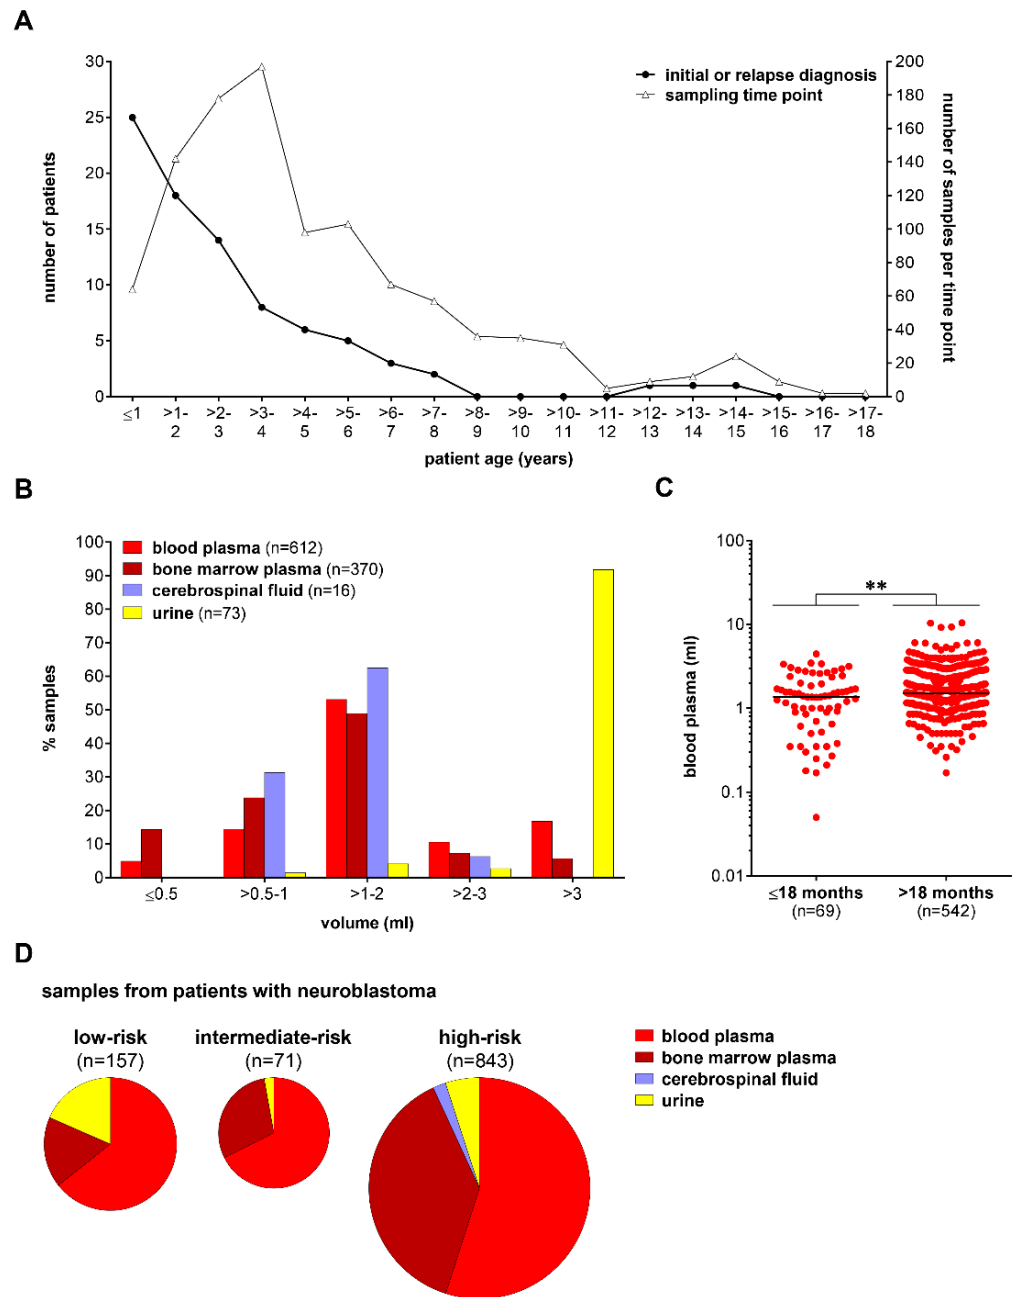 A
initial or relapse diagnosis
sampling time point
number of patients
30
25
20
15
10
5
0
200
180
160
140
120
100
80
60
40
20
0
number of samples per time point
≤1 >1-2 >2-3 >3-4 >4-5 >5-6 >6-7 >7-8 >8-9 >9-10 >10-11 >11-12 >12-13 >13-14 >14-15 >15-16 >16-17 >17-18
patient age (years)
B
% samples
100
90
80
70
60
50
40
30
20
10
0
blood plasma (n=612)
bone marrow plasma (n=370)
cerebrospinal fluid (n=16)
urine (n=73)
≤0.5 >0.5-1 >1-2 >2-3 >3
volume (ml)
C
blood plasma (ml)
100
10
1
0.1
0.01
**
≤18 months >18 months
(n=69) (n=542)
D
samples from patients with neuroblastoma
low-risk intermediate-risk high-risk
(n=157) (n=71) (n=843)
blood plasma
bone marrow plasma
cerebrospinal fluid
urine